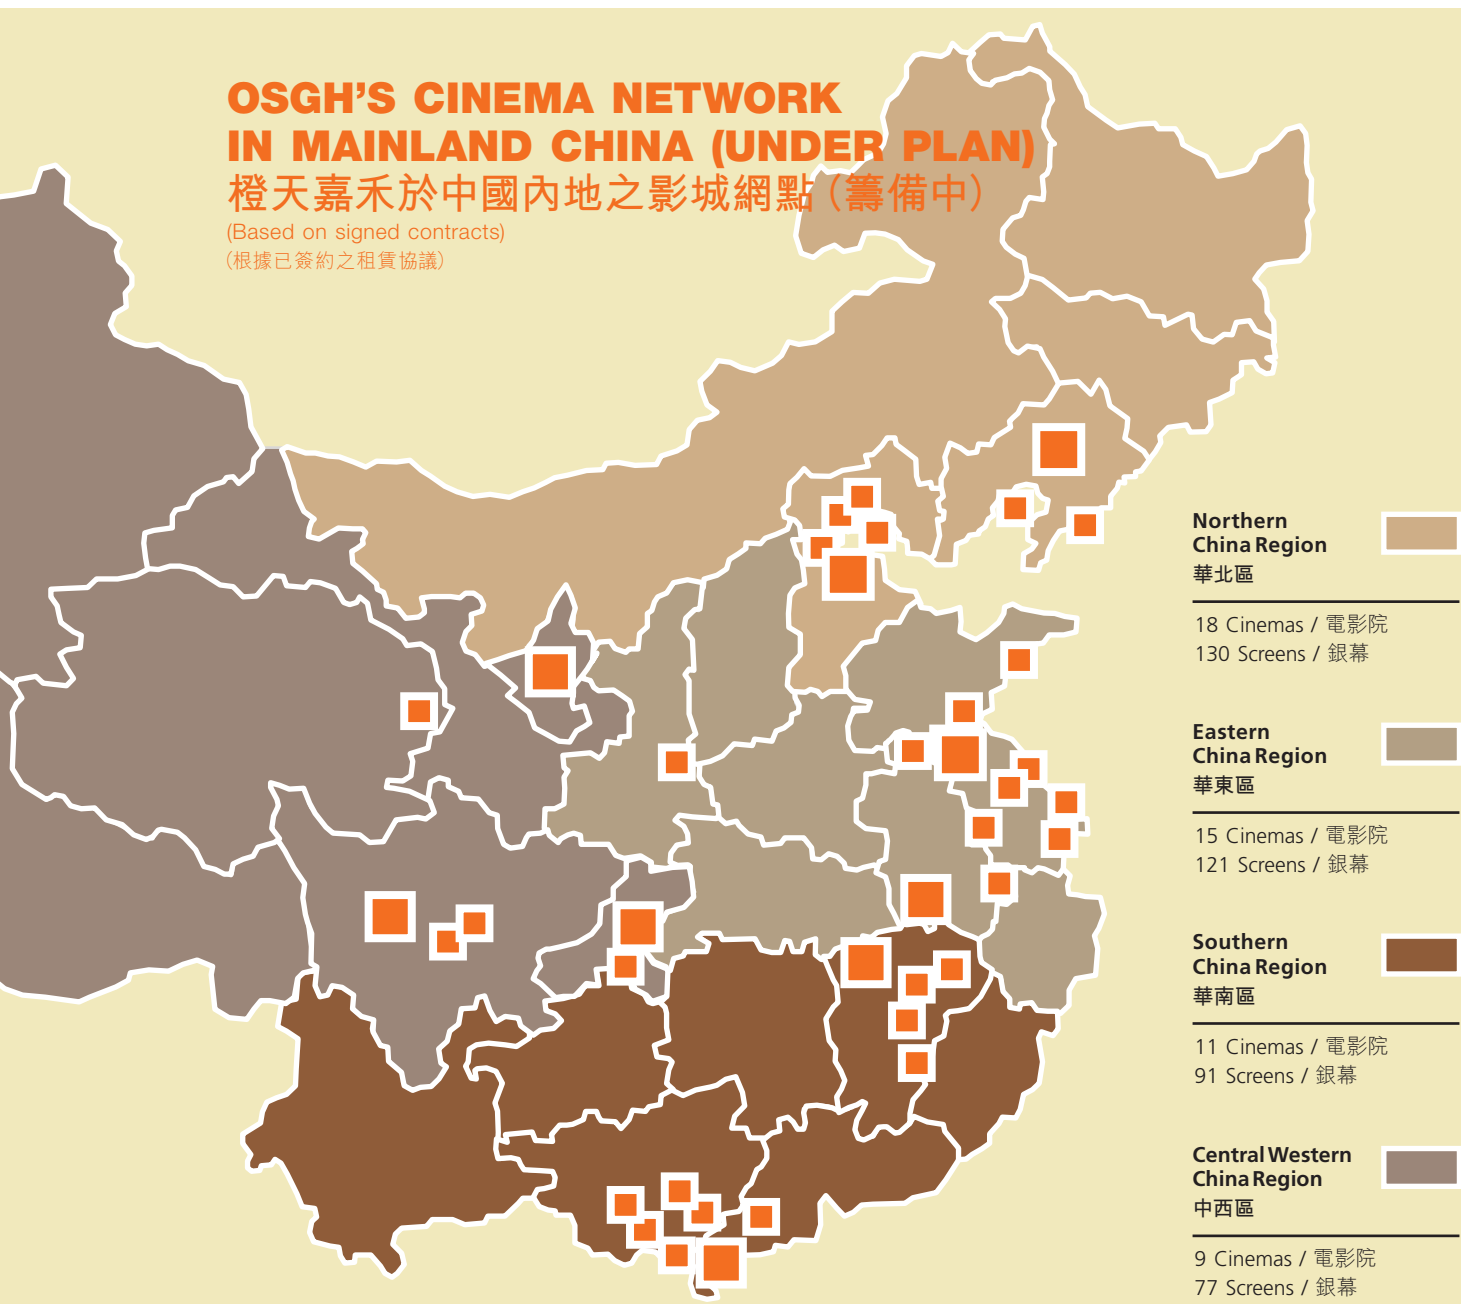 OSGH'S CINEMA NETWORK
IN MAINLAND CHINA (UNDER PLAN)
橙天嘉禾於中國內地之影城網點（籌備中）
(Based on signed contracts)
（根據已簽約之租賃協議）
Northern
China Region
華北區
18 Cinemas / 電影院
130 Screens / 銀幕
Eastern
China Region
華東區
15 Cinemas / 電影院
121 Screens / 銀幕
Southern
China Region
華南區
11 Cinemas / 電影院
91 Screens / 銀幕
Central Western
China Region
中西區
9 Cinemas / 電影院
77 Screens / 銀幕